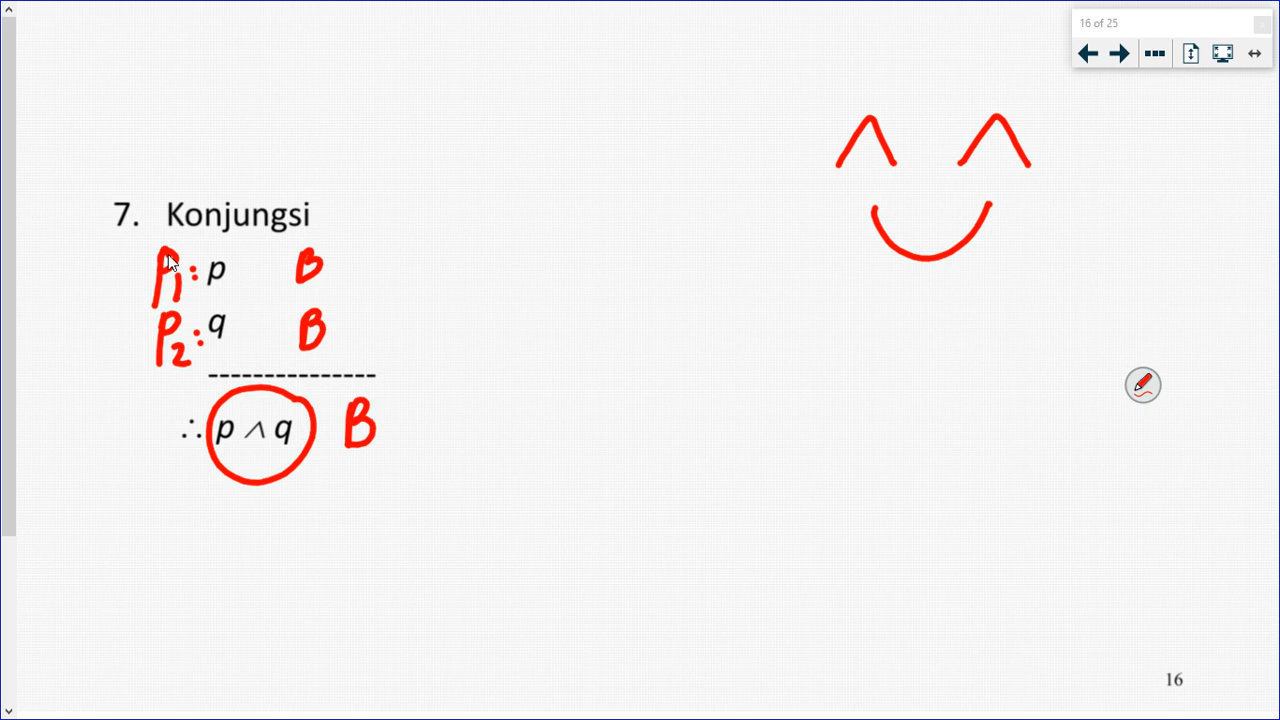 16 of 25
7. Konjungsi
P1: p B
P2: q B
---------------
∴ p ∧ q B
16